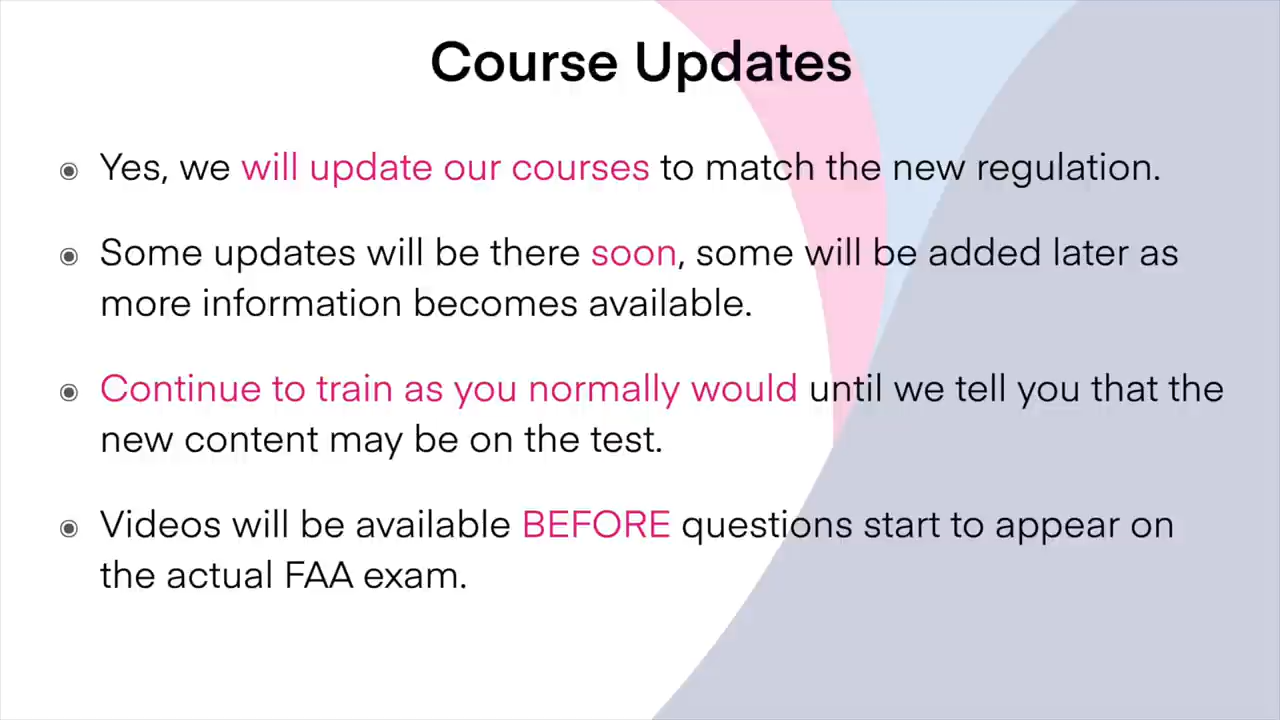 Course Updates
Yes, we will update our courses to match the new regulation.
Some updates will be there soon, some will be added later as
more information becomes available.
Continue to train as you normally would until we tell you that the
new content may be on the test.
Videos will be available BEFORE questions start to appear on
the actual FAA exam.